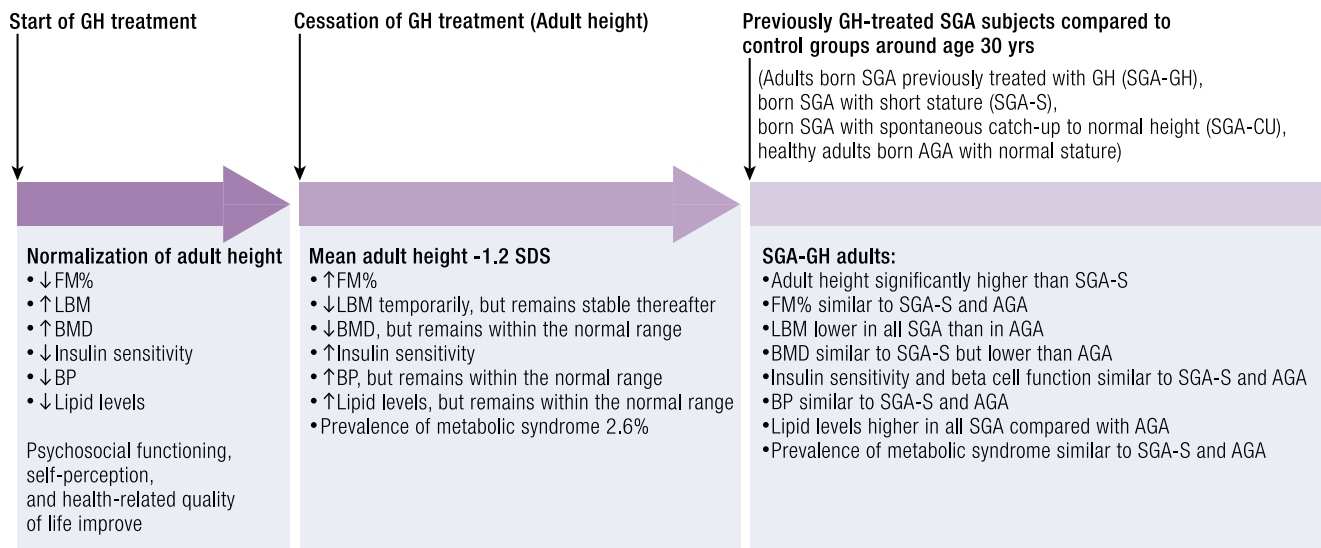 Start of GH treatment
Normalization of adult height
• ↓FM%
• ↑LBM
• ↑BMD
• ↓Insulin sensitivity
• ↓BP
• ↓Lipid levels
Psychosocial functioning,
self-perception,
and health-related quality
of life improve
Cessation of GH treatment (Adult height)
Mean adult height -1.2 SDS
• ↑FM%
• ↓LBM temporarily, but remains stable thereafter
• ↓BMD, but remains within the normal range
• ↑Insulin sensitivity
• ↑BP, but remains within the normal range
• ↑Lipid levels, but remains within the normal range
•Prevalence of metabolic syndrome 2.6%
Previously GH-treated SGA subjects compared to
control groups around age 30 yrs
(Adults born SGA previously treated with GH (SGA-GH),
born SGA with short stature (SGA-S),
born SGA with spontaneous catch-up to normal height (SGA-CU),
healthy adults born AGA with normal stature)
SGA-GH adults:
•Adult height significantly higher than SGA-S
•FM% similar to SGA-S and AGA
•LBM lower in all SGA than in AGA
•BMD similar to SGA-S but lower than AGA
•Insulin sensitivity and beta cell function similar to SGA-S and AGA
•BP similar to SGA-S and AGA
•Lipid levels higher in all SGA compared with AGA
•Prevalence of metabolic syndrome similar to SGA-S and AGA